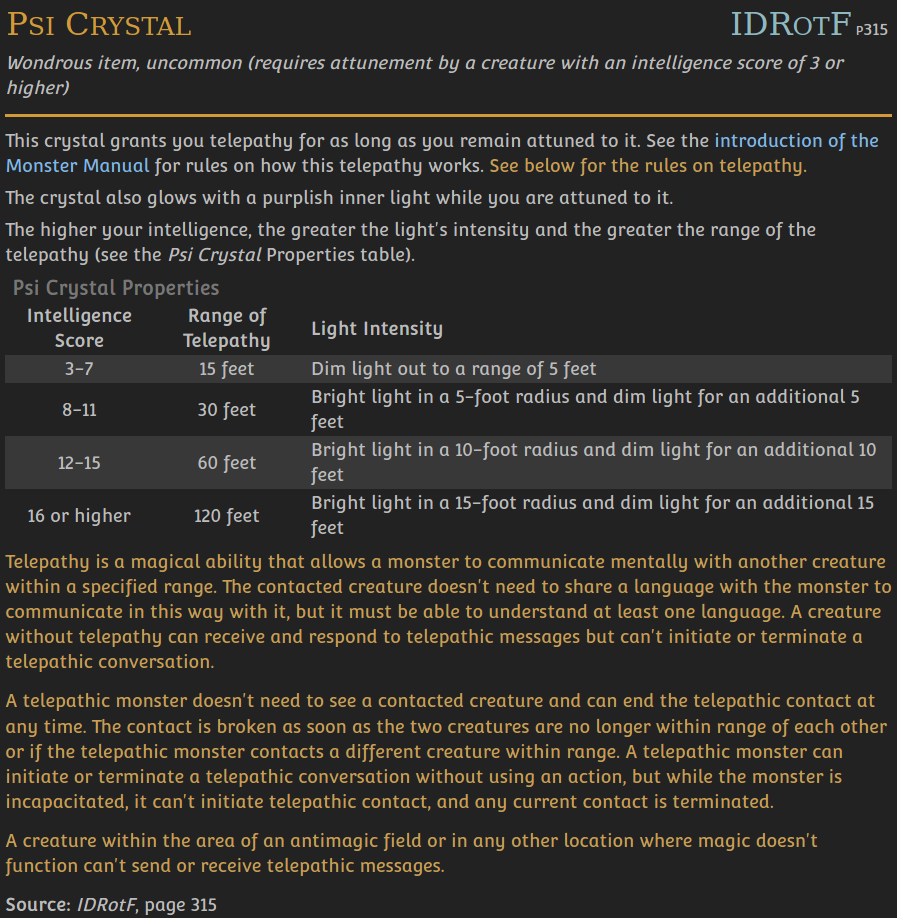 Psi Crystal IDRotF P315
Wondrous item, uncommon (requires attunement by a creature with an intelligence score of 3 or
higher)
This crystal grants you telepathy for as long as you remain attuned to it. See the introduction of the
Monster Manual for rules on how this telepathy works. See below for the rules on telepathy.
The crystal also glows with a purplish inner light while you are attuned to it.
The higher your intelligence, the greater the light's intensity and the greater the range of the
telepathy (see the Psi Crystal Properties table).
Psi Crystal Properties
Intelligence Score Range of Telepathy Light Intensity
3–7 15 feet Dim light out to a range of 5 feet
8–11 30 feet Bright light in a 5–foot radius and dim light for an additional 5
feet
12–15 60 feet Bright light in a 10–foot radius and dim light for an additional 10
feet
16 or higher 120 feet Bright light in a 15–foot radius and dim light for an additional 15
feet
Telepathy is a magical ability that allows a monster to communicate mentally with another creature
within a specified range. The contacted creature doesn't need to share a language with the monster to
communicate in this way with it, but it must be able to understand at least one language. A creature
without telepathy can receive and respond to telepathic messages but can't initiate or terminate a
telepathic conversation.
A telepathic monster doesn't need to see a contacted creature and can end the telepathic contact at
any time. The contact is broken as soon as the two creatures are no longer within range of each other
or if the telepathic monster contacts a different creature within range. A telepathic monster can
initiate or terminate a telepathic conversation without using an action, but while the monster is
incapacitated, it can't initiate telepathic contact, and any current contact is terminated.
A creature within the area of an antimagic field or in any other location where magic doesn't
function can't send or receive telepathic messages.
Source: IDRotF, page 315